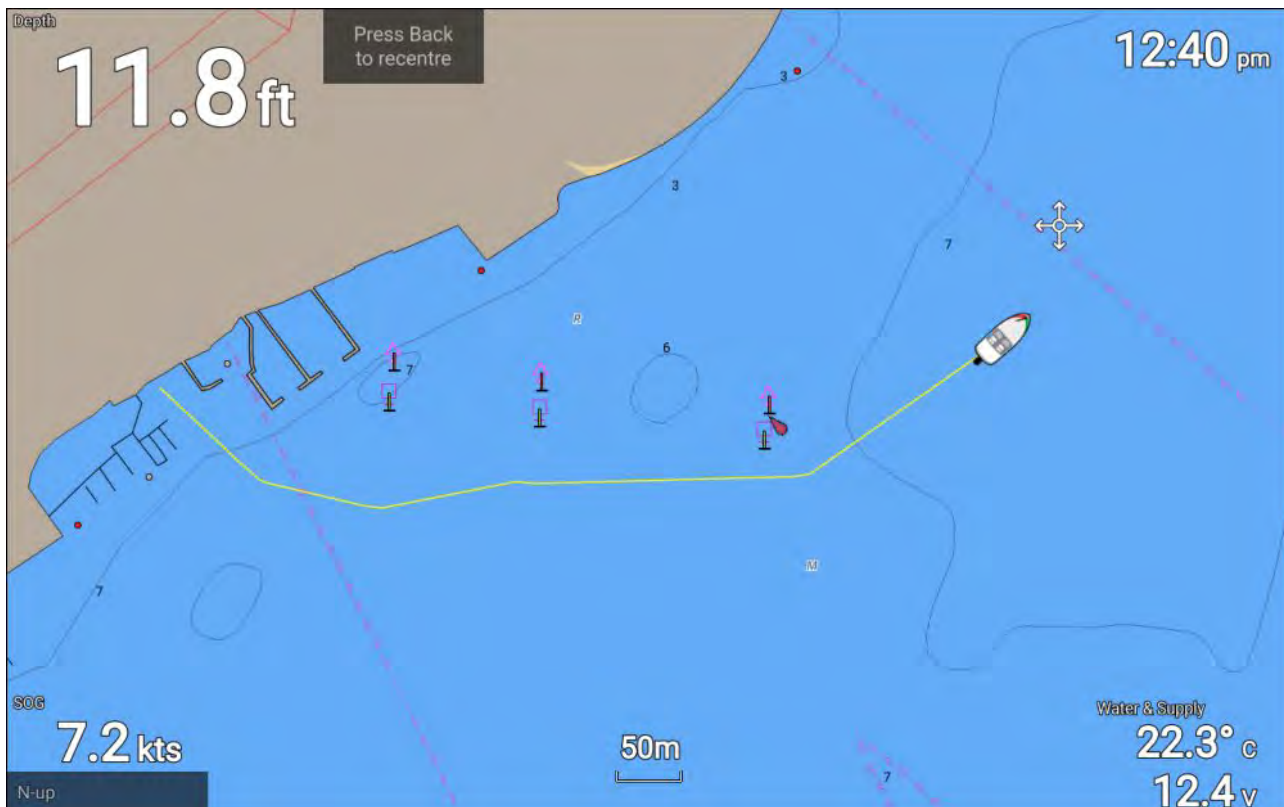 Depth
11.8 ft
Press Back
to recentre
12:40 pm
3
3
7
R
6
7
M
7
SOG
7.2 kts
50m
Water & Supply
22.3° c
12.4 v
7
N-up